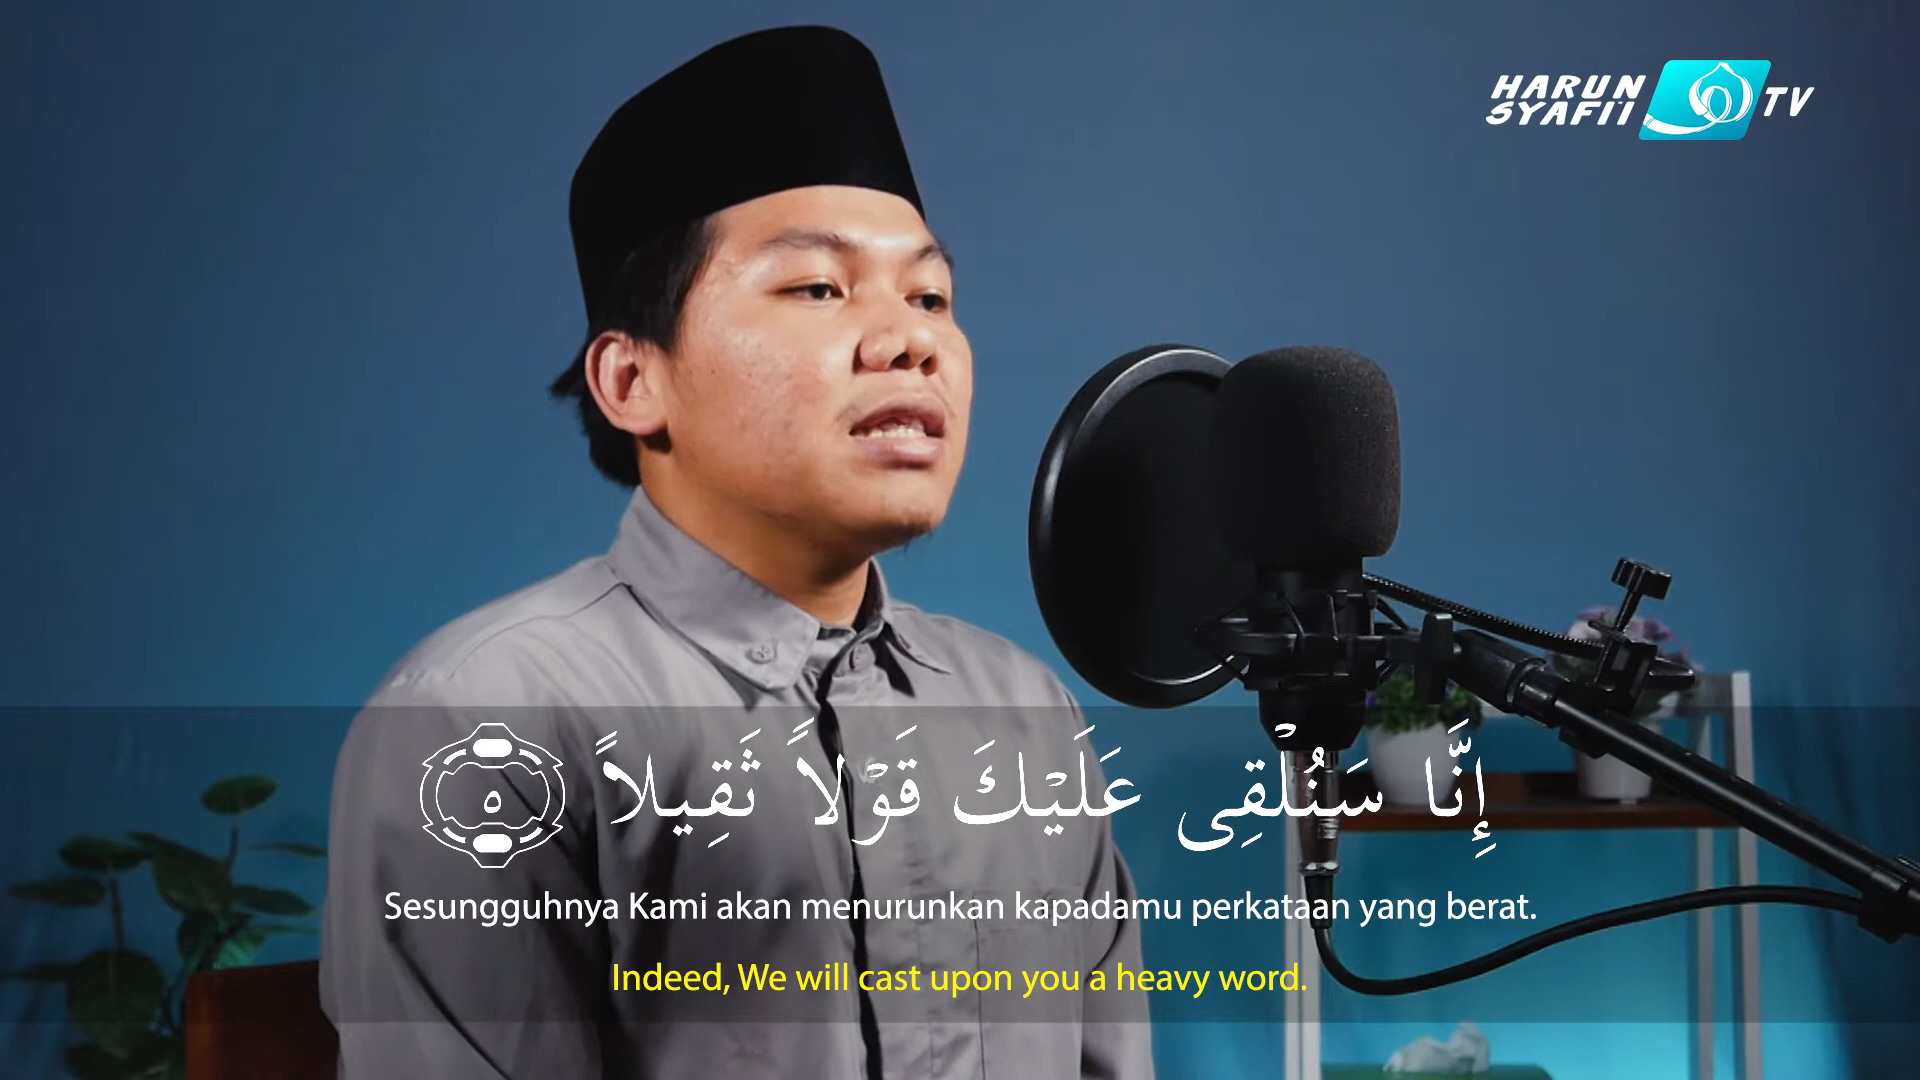 HARUN
SYAFI'I TV
إِنَّا سَنُلْقِى عَلَيْكَ قَوْلاً ثَقِيلاً ٥
Sesungguhnya Kami akan menurunkan kapadamu perkataan yang berat.
Indeed, We will cast upon you a heavy word.